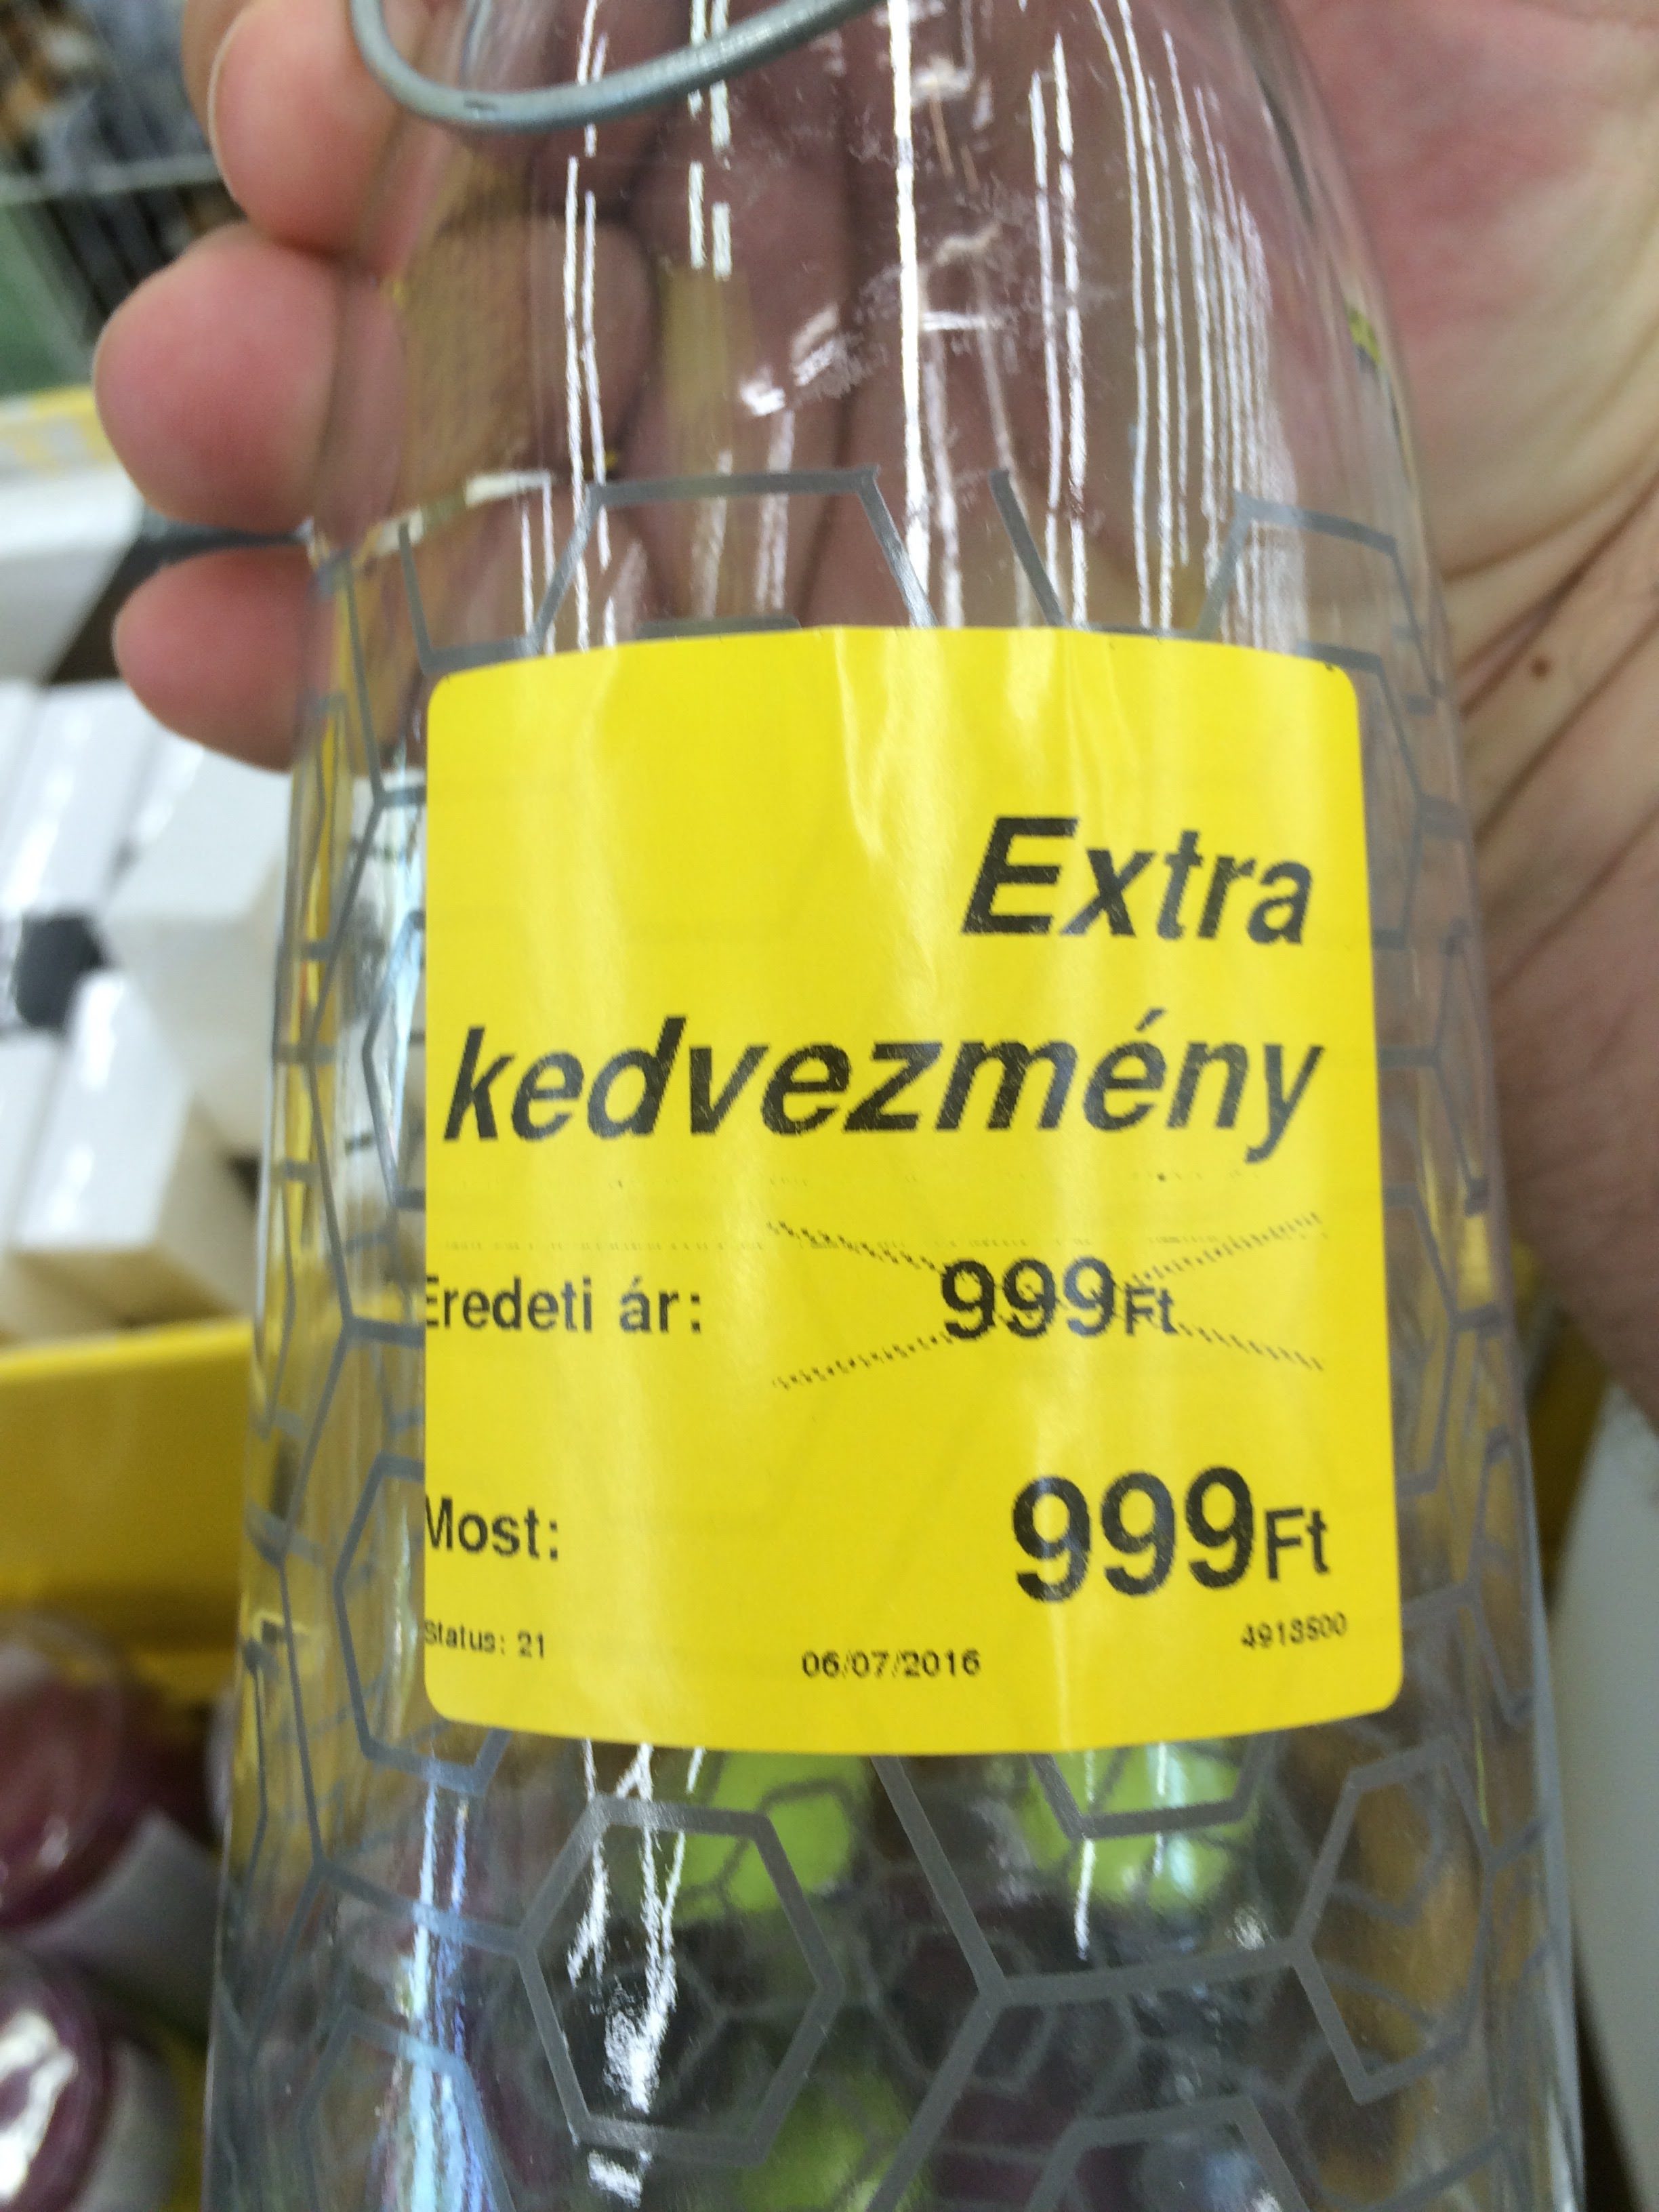 Extra
kedvezmény
Eredeti ár: 999Ft
Most: 999Ft
Status: 21 06/07/2016 4913500